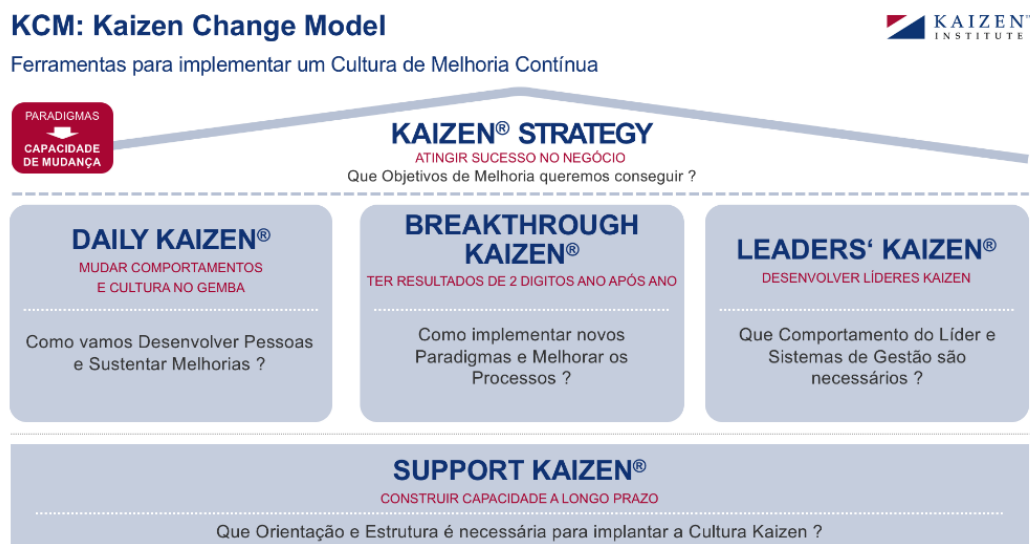 KCM: Kaizen Change Model
KAIZEN™
INSTITUTE
Ferramentas para implementar um Cultura de Melhoria Contínua
PARADIGMAS
CAPACIDADE
DE MUDANÇA
KAIZEN® STRATEGY
ATINGIR SUCESSO NO NEGÓCIO
Que Objetivos de Melhoria queremos conseguir ?
DAILY KAIZEN®
MUDAR COMPORTAMENTOS
E CULTURA NO GEMBA
Como vamos Desenvolver Pessoas
e Sustentar Melhorias ?
BREAKTHROUGH
KAIZEN®
TER RESULTADOS DE 2 DIGITOS ANO APÓS ANO
Como implementar novos
Paradigmas e Melhorar os
Processos ?
LEADERS‘ KAIZEN®
DESENVOLVER LÍDERES KAIZEN
Que Comportamento do Líder e
Sistemas de Gestão são
necessários ?
SUPPORT KAIZEN®
CONSTRUIR CAPACIDADE A LONGO PRAZO
Que Orientação e Estrutura é necessária para implantar a Cultura Kaizen ?